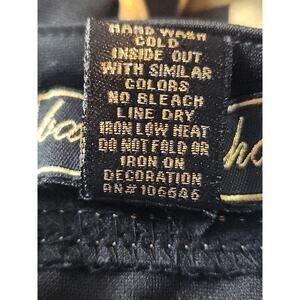 HAND WASH
COLD
INSIDE OUT
WITH SIMILAR
COLORS
NO BLEACH
LINE DRY
IRON LOW HEAT
DO NOT FOLD OR
IRON ON
DECORATION
RN#106646